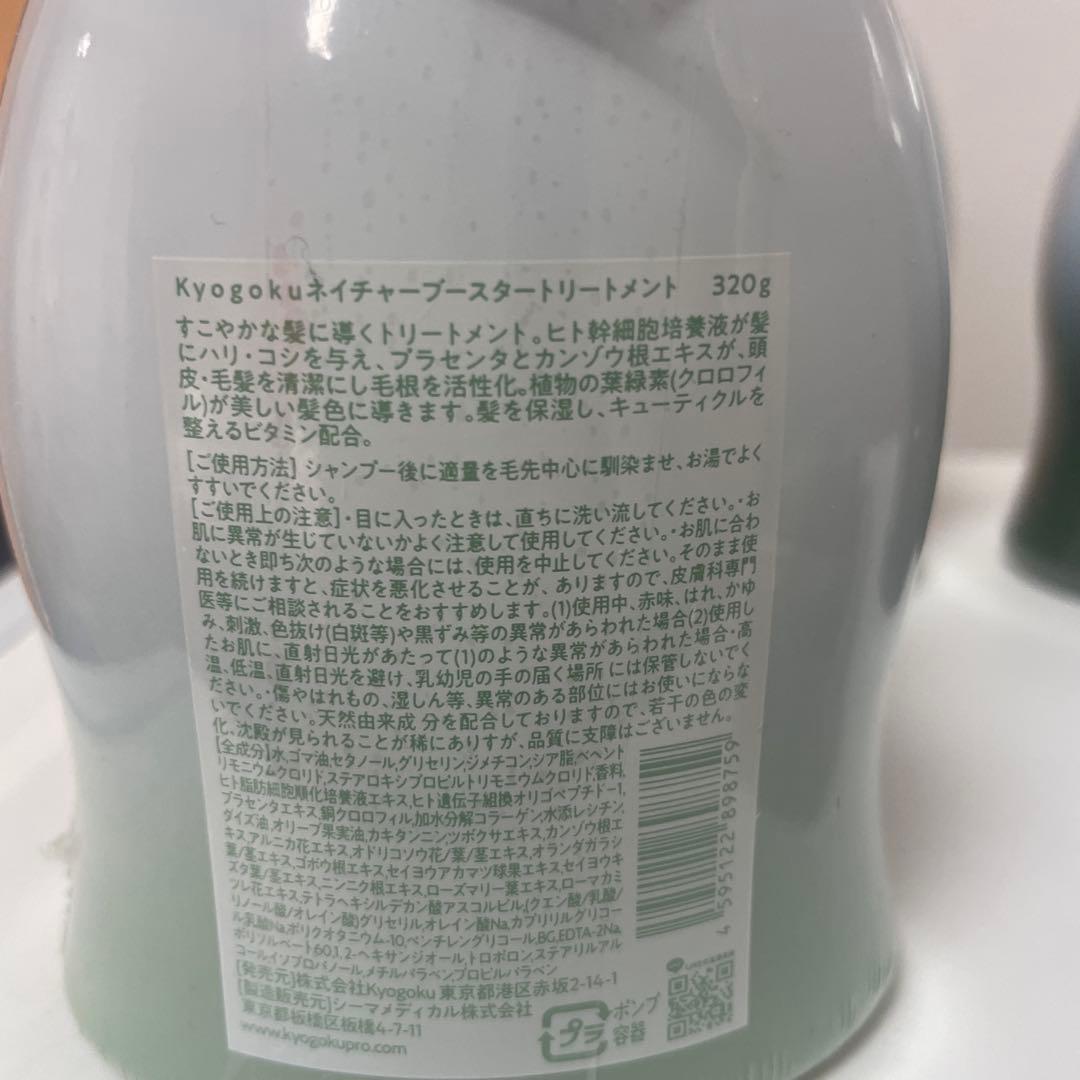 Kyogokuネイチャーブースタートリートメント 320g
すこやかな髪に導くトリートメント。ヒト幹細胞培養液が髪
にハリ・コシを与え、プラセンタとカンゾウ根エキスが、頭
皮・毛髪を清潔にし毛根を活性化。植物の葉緑素(クロロフィ
ル)が美しい髪色に導きます。髪を保湿し、キューティクルを
整えるビタミン配合。
[ご使用方法] シャンプー後に適量を毛先中心に馴染ませ、お湯でよく
すすいでください。
[ご使用上の注意]・目に入ったときは、直ちに洗い流してください。・お
肌に異常が生じていないかよく注意して使用してください。・お肌に合わ
ないとき即ち次のような場合には、使用を中止してください。そのまま使
用を続けますと、症状を悪化させることが、ありますので、皮膚科専門
医等にご相談されることをおすすめします。(1)使用中、赤味、はれ、かゆ
み、刺激、色抜け(白斑等)や黒ずみ等の異常があらわれた場合(2)使用し
たお肌に、直射日光があたって(1)のような異常があらわれた場合・高
温、低温、直射日光を避け、乳幼児の手の届く場所 には保管しないでく
ださい。・傷やはれもの、湿しん等、異常のある部位にはお使いにならな
いでください。天然由来成 分を配合しておりますので、若干の色の変
化、沈殿が見られることが稀にありすが、品質に支障はございません。
[全成分]水,ゴマ油,セタノール,グリセリン,ジメチコン,シア脂,ベヘント
リモニウムクロリド,ステアロキシプロピルトリモニウムクロリド,香料,
ヒト脂肪細胞順化培養液エキス,ヒト遺伝子組換オリゴペプチド-1,
プラセンタエキス,銅クロロフィル,加水分解コラーゲン,水添レシチン,
ダイズ油,オリーブ果実油,カキタンニン,ツボクサエキス,カンゾウ根エ
キス,アルニカ花エキス,オドリコソウ花/葉/茎エキス,オランダガラシ
葉/茎エキス,ゴボウ根エキス,セイヨウアカマツ球果エキス,セイヨウキ
ズタ葉/茎エキス,ニンニク根エキス,ローズマリー葉エキス,ローマカミ
ツレ花エキス,テトラヘキシルデカン酸アスコルビル,(クエン酸/乳酸/
リノール酸/オレイン酸)グリセリル,オレイン酸Na,カプリリルグリコー
ル,乳酸Na,ポリクオタニウム-10,ペンチレングリコール,BG,EDTA-2Na,
ポリソルベート60,1,2-ヘキサンジオール,トロポロン,ステアリルアル
コール,イソプロパノール,メチルパラベン,プロピルパラベン
[発売元]株式会社Kyogoku 東京都港区赤坂2-14-1
[製造販売元]シーマメディカル株式会社
東京都板橋区板橋4-7-11
www.kyogokupro.com
4 595122 898759
プラ
ポンプ
容器